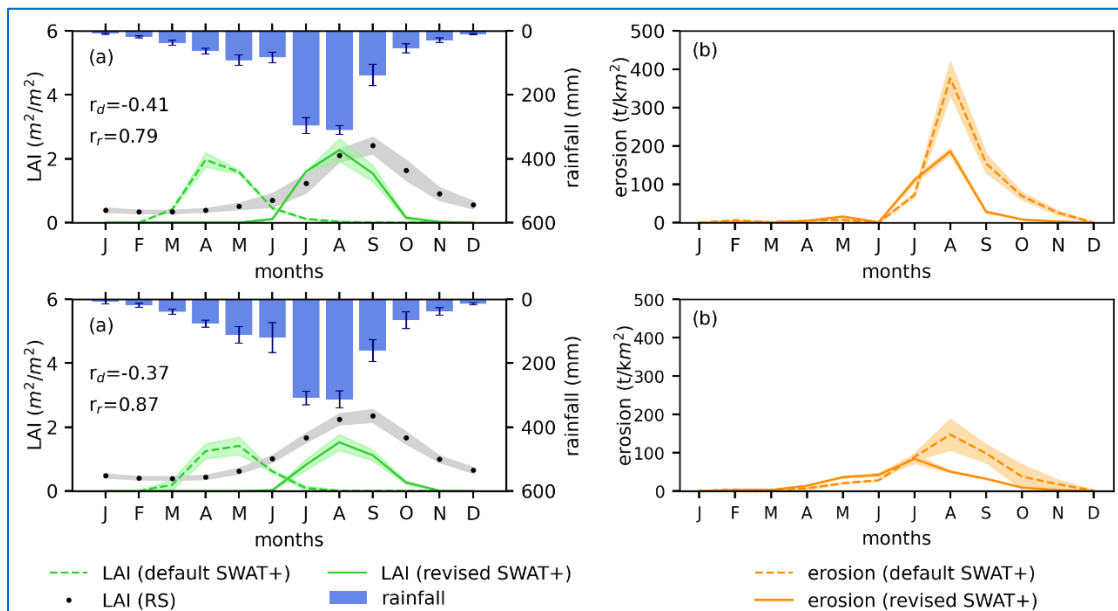 (a)
r_d=-0.41
r_r=0.79
LAI (m²/m²)
6
4
2
0
0
200
400
600
rainfall (mm)
J F M A M J J A S O N D
months
(b)
erosion (t/km²)
500
400
300
200
100
0
J F M A M J J A S O N D
months
(a)
r_d=-0.37
r_r=0.87
LAI (m²/m²)
6
4
2
0
0
200
400
600
rainfall (mm)
J F M A M J J A S O N D
months
(b)
erosion (t/km²)
500
400
300
200
100
0
J F M A M J J A S O N D
months
LAI (default SWAT+)
LAI (RS)
LAI (revised SWAT+)
rainfall
erosion (default SWAT+)
erosion (revised SWAT+)